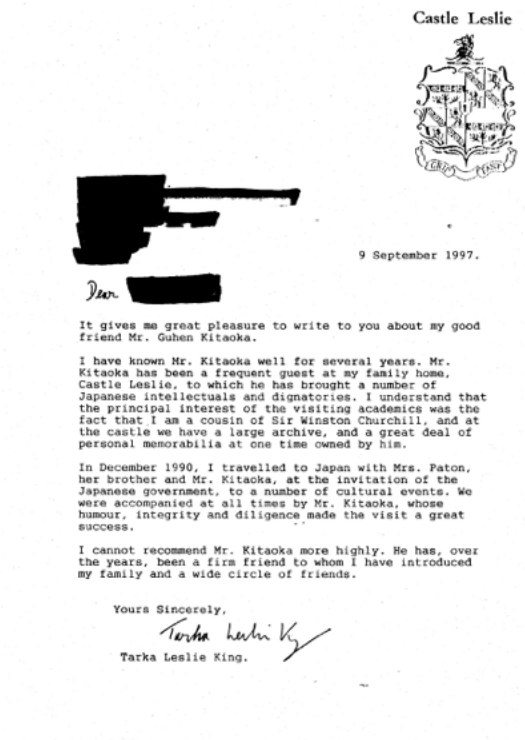 Castle Leslie
GRIP FAST
9 September 1997.
Dear
It gives me great pleasure to write to you about my good
friend Mr. Guhen Kitaoka.
I have known Mr. Kitaoka well for several years. Mr.
Kitaoka has been a frequent guest at my family home,
Castle Leslie, to which he has brought a number of
Japanese intellectuals and dignatories. I understand that
the principal interest of the visiting academics was the
fact that I am a cousin of Sir Winston Churchill, and at
the castle we have a large archive, and a great deal of
personal memorabilia at one time owned by him.
In December 1990, I travelled to Japan with Mrs. Paton,
her brother and Mr. Kitaoka, at the invitation of the
Japanese government, to a number of cultural events. We
were accompanied at all times by Mr. Kitaoka, whose
humour, integrity and diligence made the visit a great
success.
I cannot recommend Mr. Kitaoka more highly. He has, over
the years, been a firm friend to whom I have introduced
my family and a wide circle of friends.
Yours Sincerely,
Tarka Leslie King
Tarka Leslie King.